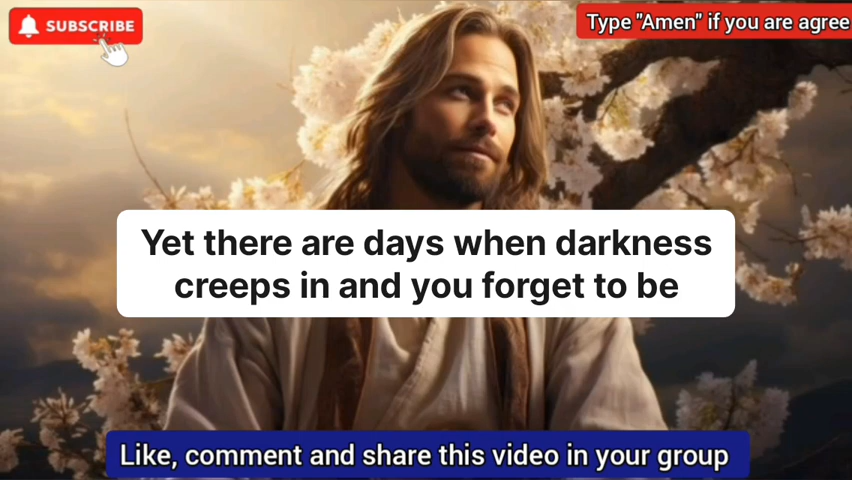 SUBSCRIBE
Type "Amen" if you are agree
Yet there are days when darkness
creeps in and you forget to be
Like, comment and share this video in your group